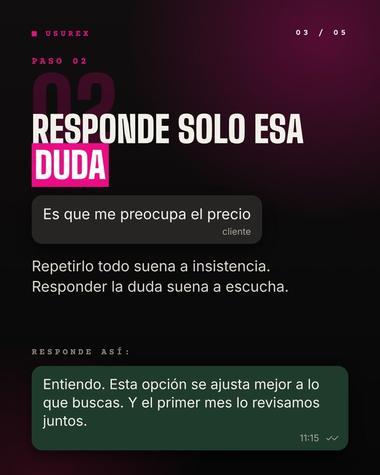 USUREX
03 / 05
PASO 02
02
RESPONDE SOLO ESA
DUDA
Es que me preocupa el precio
cliente
Repetirlo todo suena a insistencia.
Responder la duda suena a escucha.
RESPONDE ASÍ:
Entiendo. Esta opción se ajusta mejor a lo
que buscas. Y el primer mes lo revisamos
juntos.
11:15